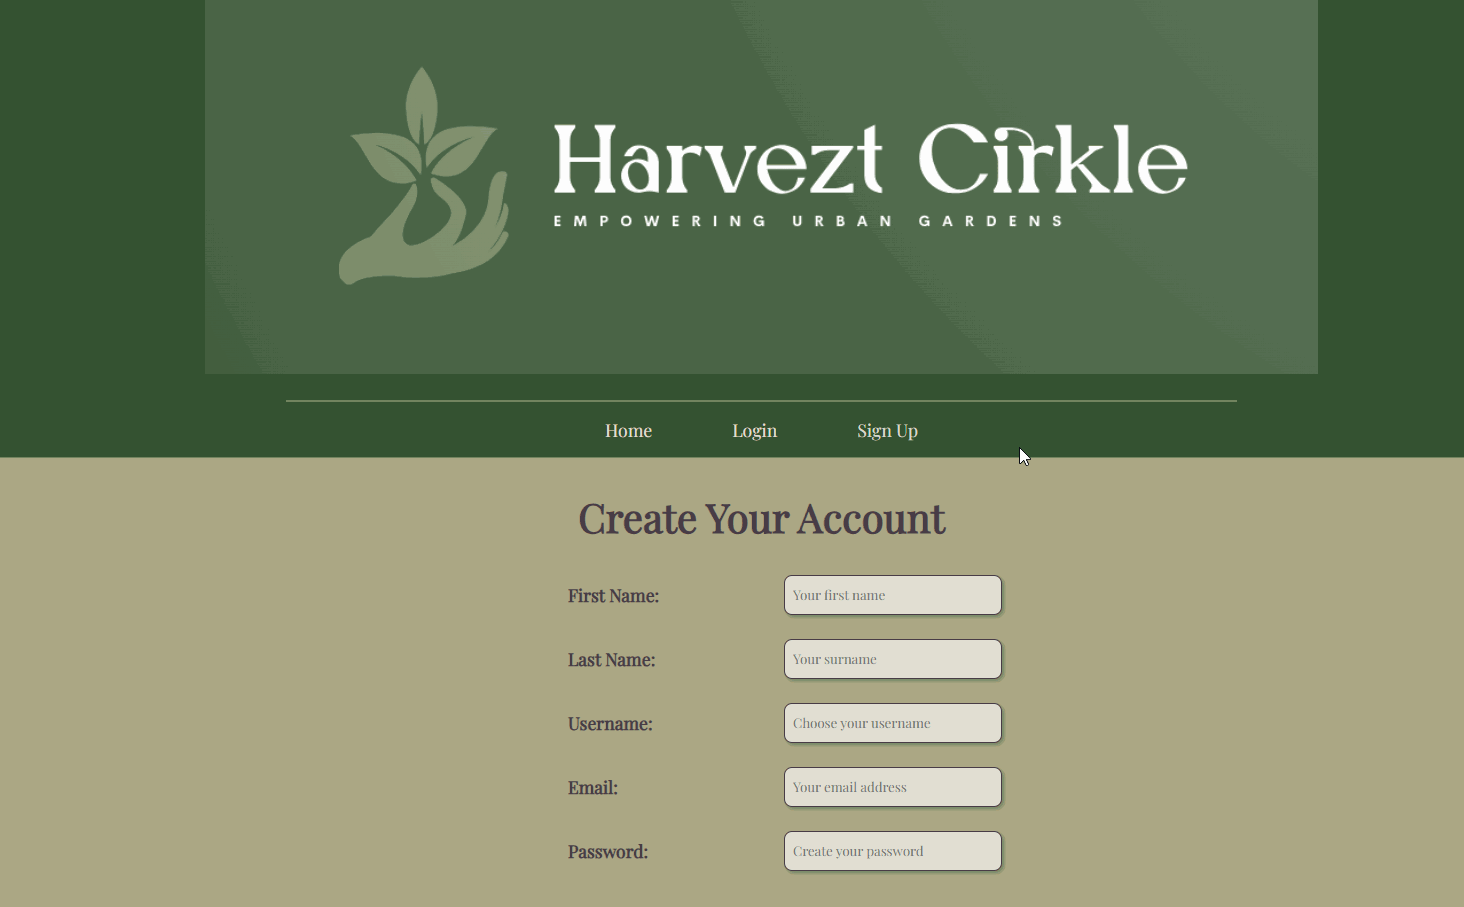 Harvezt Cirkle
EMPOWERING URBAN GARDENS
Home Login Sign Up
Create Your Account
First Name: Your first name
Last Name: Your surname
Username: Choose your username
Email: Your email address
Password: Create your password